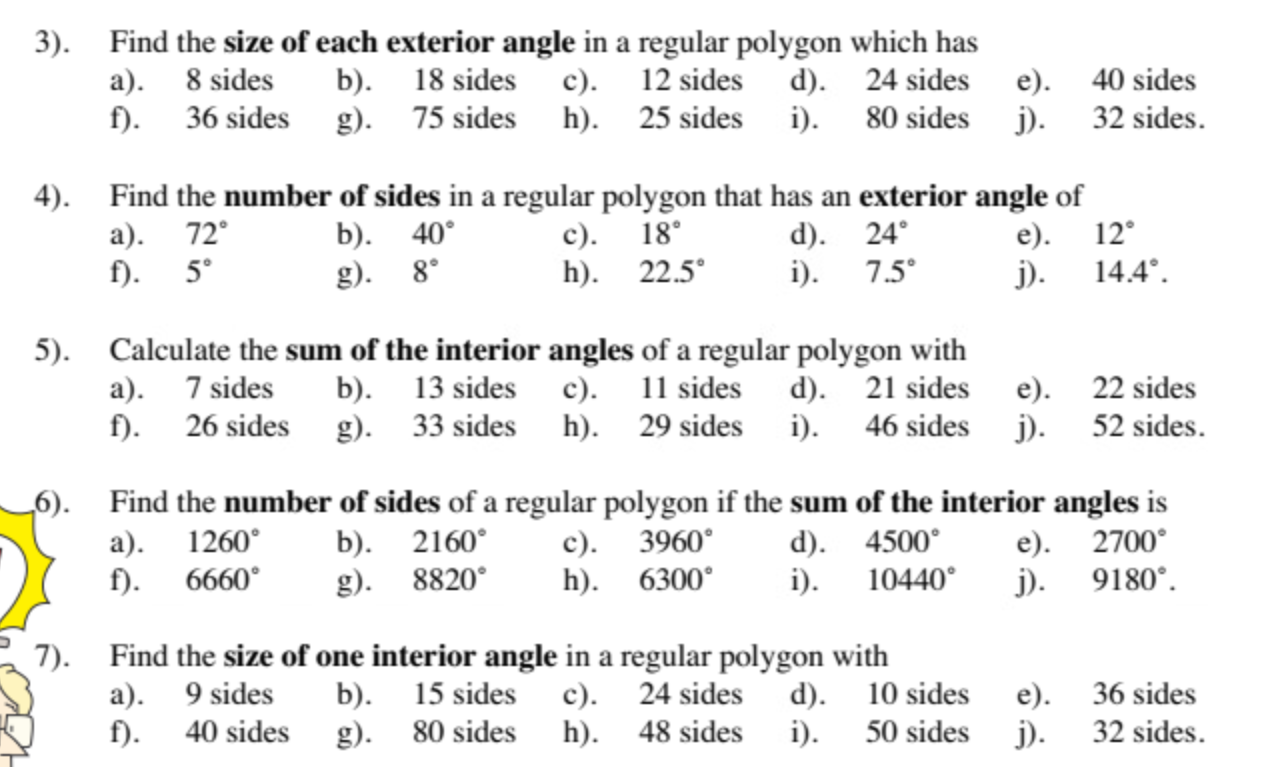 3). Find the size of each exterior angle in a regular polygon which has
a). 8 sides b). 18 sides c). 12 sides d). 24 sides e). 40 sides
f). 36 sides g). 75 sides h). 25 sides i). 80 sides j). 32 sides.
4). Find the number of sides in a regular polygon that has an exterior angle of
a). 72° b). 40° c). 18° d). 24° e). 12°
f). 5° g). 8° h). 22.5° i). 7.5° j). 14.4°.
5). Calculate the sum of the interior angles of a regular polygon with
a). 7 sides b). 13 sides c). 11 sides d). 21 sides e). 22 sides
f). 26 sides g). 33 sides h). 29 sides i). 46 sides j). 52 sides.
6). Find the number of sides of a regular polygon if the sum of the interior angles is
a). 1260° b). 2160° c). 3960° d). 4500° e). 2700°
f). 6660° g). 8820° h). 6300° i). 10440° j). 9180°.
7). Find the size of one interior angle in a regular polygon with
a). 9 sides b). 15 sides c). 24 sides d). 10 sides e). 36 sides
f). 40 sides g). 80 sides h). 48 sides i). 50 sides j). 32 sides.